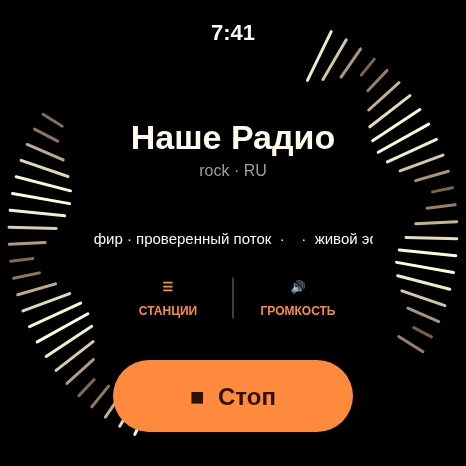 7:41
Наше Радио
rock · RU
фир · проверенный поток · · живой эс
СТАНЦИИ ГРОМКОСТЬ
Стоп